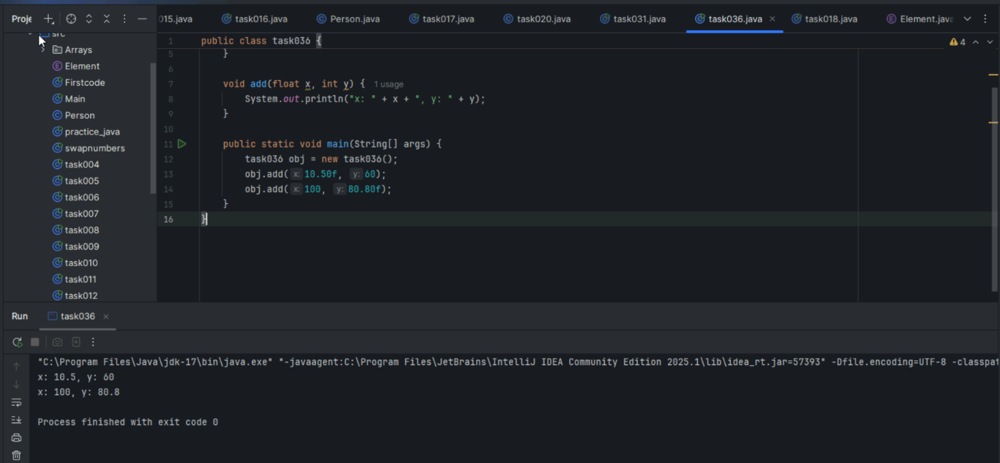 Proje
015.java task016.java Person.java task017.java task020.java task031.java task036.java task018.java Element.java
src
Arrays
Element
Firstcode
Main
Person
practice_java
swapnumbers
task004
task005
task006
task007
task008
task009
task010
task011
task012
1 public class task036 {
4
5 }
6
7 void add(float x, int y) { 1 usage
8 System.out.println("x: " + x + ", y: " + y);
9 }
10
11 public static void main(String[] args) {
12 task036 obj = new task036();
13 obj.add( x: 10.50f, y: 60);
14 obj.add( x: 100, y: 80.80f);
15 }
16 }
Run task036
"C:\Program Files\Java\jdk-17\bin\java.exe" "-javaagent:C:\Program Files\JetBrains\IntelliJ IDEA Community Edition 2025.1\lib\idea_rt.jar=57393" -Dfile.encoding=UTF-8 -classpat
x: 10.5, y: 60
x: 100, y: 80.8
Process finished with exit code 0